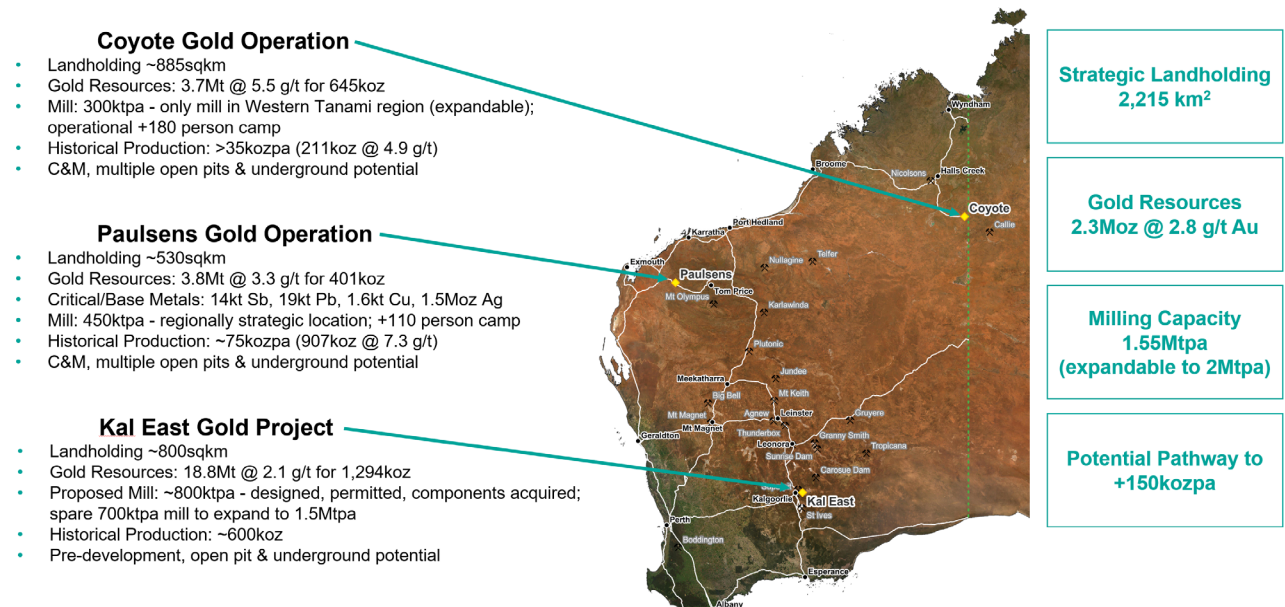 Coyote Gold Operation
• Landholding ~885sqkm
• Gold Resources: 3.7Mt @ 5.5 g/t for 645koz
• Mill: 300ktpa - only mill in Western Tanami region (expandable);
operational +180 person camp
• Historical Production: >35kozpa (211koz @ 4.9 g/t)
• C&M, multiple open pits & underground potential
Paulsens Gold Operation
• Landholding ~530sqkm
• Gold Resources: 3.8Mt @ 3.3 g/t for 401koz
• Critical/Base Metals: 14kt Sb, 19kt Pb, 1.6kt Cu, 1.5Moz Ag
• Mill: 450ktpa - regionally strategic location; +110 person camp
• Historical Production: ~75kozpa (907koz @ 7.3 g/t)
• C&M, multiple open pits & underground potential
Kal East Gold Project
• Landholding ~800sqkm
• Gold Resources: 18.8Mt @ 2.1 g/t for 1,294koz
• Proposed Mill: ~800ktpa - designed, permitted, components acquired;
spare 700ktpa mill to expand to 1.5Mtpa
• Historical Production: ~600koz
• Pre-development, open pit & underground potential
Wyndham
Broome
Nicolsons
Halls Creek
Coyote
Callie
Port Hedland
Karratha
Exmouth
Nullagine
Telfer
Paulsens
Tom Price
Mt Olympus
Karlawinda
Plutonic
Jundee
Meekatharra
Mt Keith
Big Bell
Mt Magnet
Mt Magnet
Agnew
Leinster
Gruyere
Geraldton
Thunderbox
Leonora
Granny Smith
Sunrise Dam
Tropicana
Carosue Dam
Kalgoorlie
Kal East
St Ives
Perth
Boddington
Esperance
Albany
Strategic Landholding
2,215 km²
Gold Resources
2.3Moz @ 2.8 g/t Au
Milling Capacity
1.55Mtpa
(expandable to 2Mtpa)
Potential Pathway to
+150kozpa